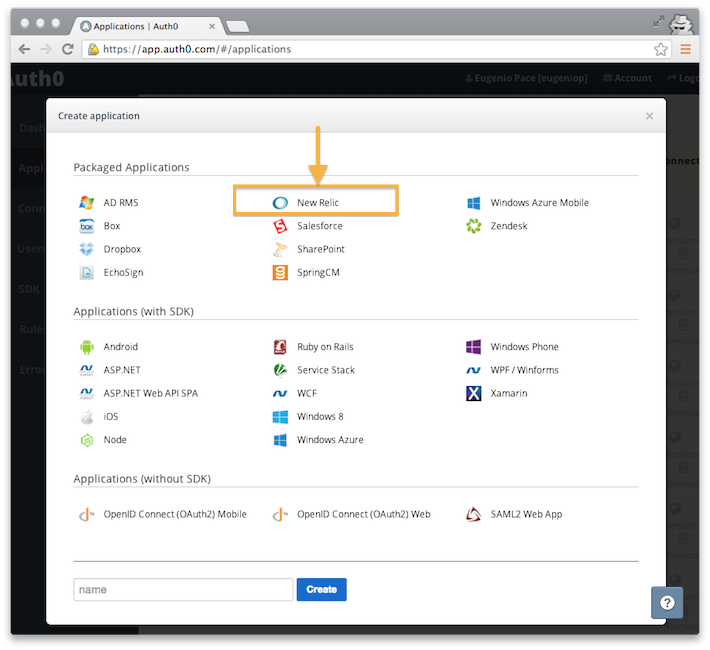 Applications | Auth0
https://app.auth0.com/#/applications
Auth0
Eugenio Pace [eugeniop] Account Logo
Create application ×
Dash
Appl
Conn
Users
SDK
Rules
Error
Packaged Applications
AD RMS New Relic Windows Azure Mobile
Box Salesforce Zendesk
Dropbox SharePoint
EchoSign SpringCM
Applications (with SDK)
Android Ruby on Rails Windows Phone
ASP.NET Service Stack WPF / Winforms
ASP.NET Web API SPA WCF Xamarin
iOS Windows 8
Node Windows Azure
Applications (without SDK)
OpenID Connect (OAuth2) Mobile OpenID Connect (OAuth2) Web SAML2 Web App
name Create
?